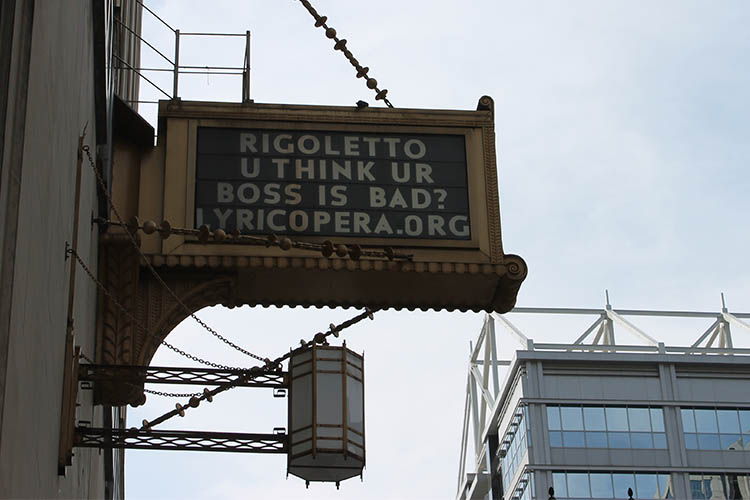 RIGOLETTO
U THINK UR
BOSS IS BAD?
LYRICOPERA.ORG